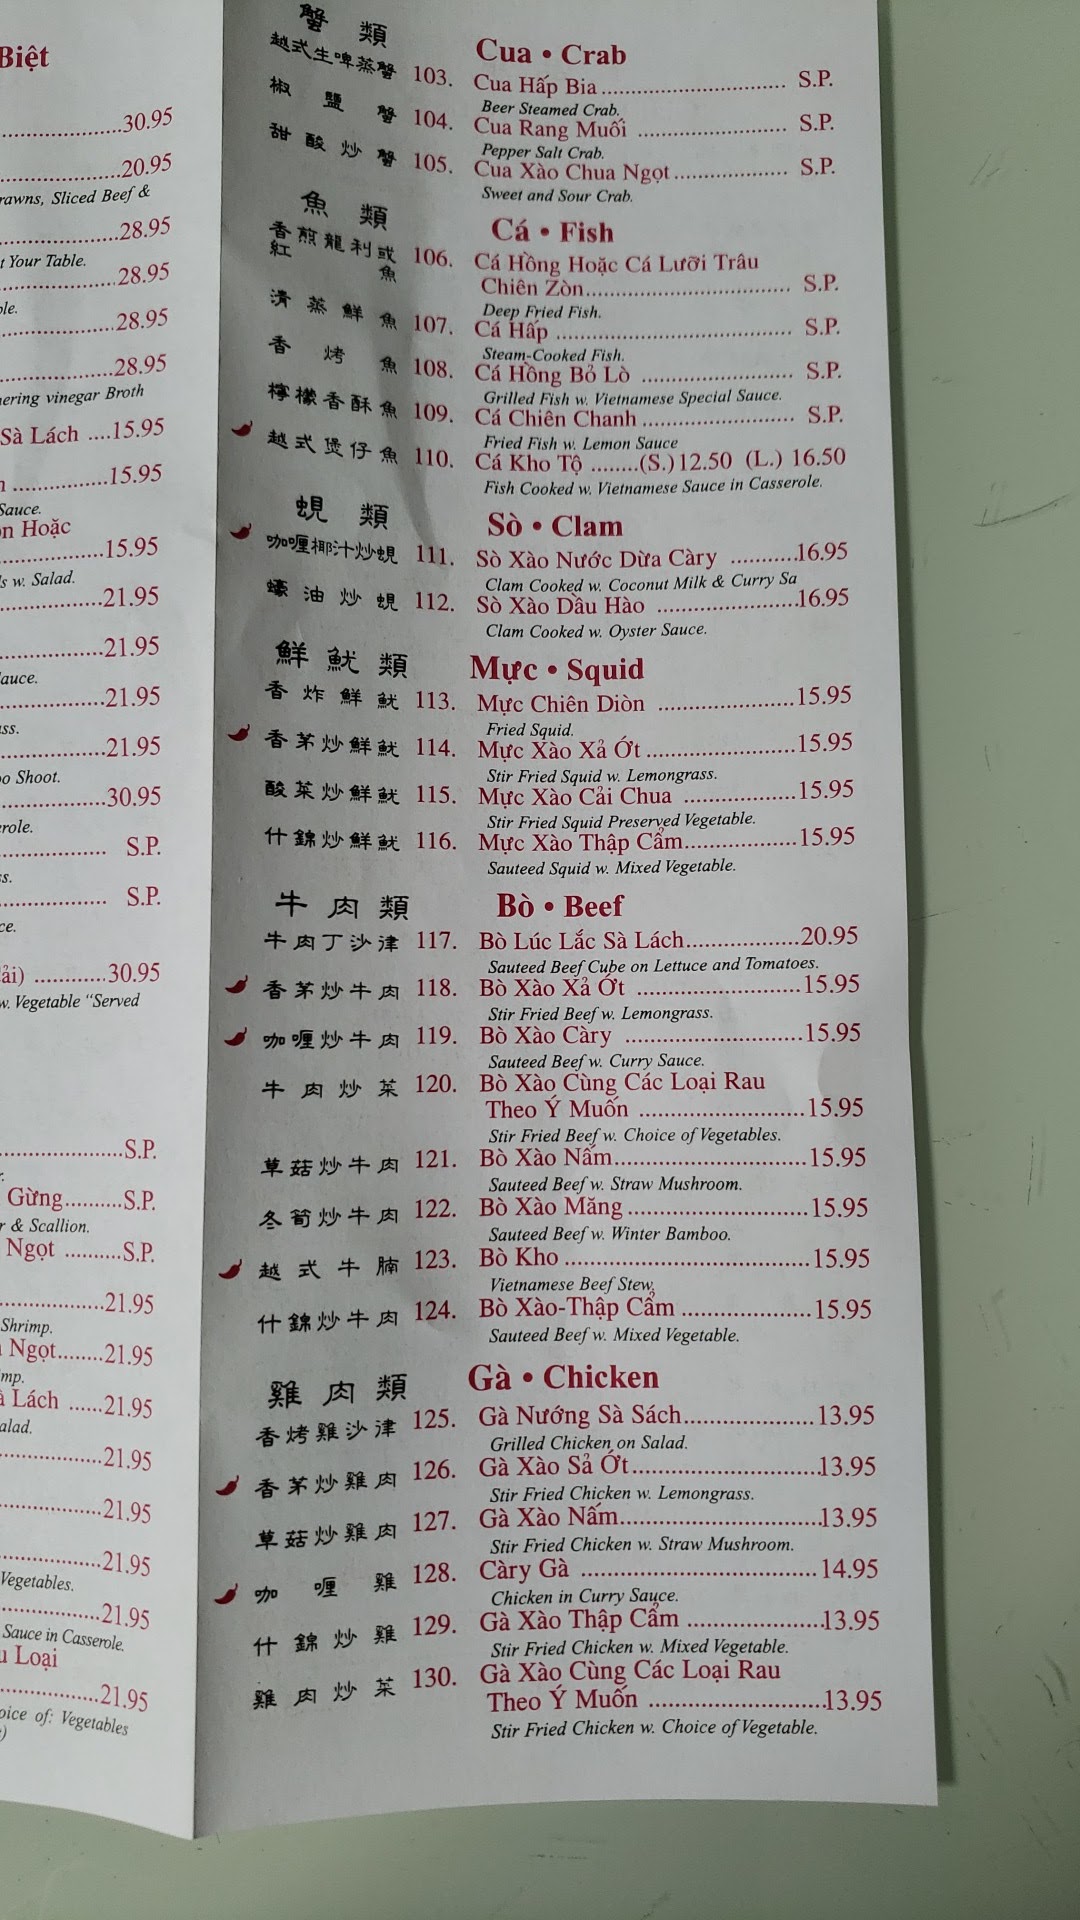 Biệt
30.95
20.95
rawns, Sliced Beef &
28.95
t Your Table.
28.95
ble.
28.95
28.95
ering vinegar Broth
Sà Lách ....15.95
15.95
Sauce.
on Hoặc
15.95
ls w. Salad.
21.95
21.95
auce.
21.95
ass.
21.95
oo Shoot.
30.95
erole.
S.P.
ss.
S.P.
ce.
ải) ............30.95
w. Vegetable “Served
S.P.
Gừng..........S.P.
r & Scallion.
Ngọt ..........S.P.
21.95
Shrimp.
Ngọt........21.95
mp.
à Lách ......21.95
alad.
21.95
21.95
21.95
Vegetables.
21.95
Sauce in Casserole.
u Loại
21.95
oice of: Vegetables
蟹類 Cua • Crab
越式生啤蒸蟹 103. Cua Hấp Bia ................................ S.P.
Beer Steamed Crab.
椒鹽蟹 104. Cua Rang Muối ......................... S.P.
Pepper Salt Crab.
甜酸炒蟹 105. Cua Xào Chua Ngọt................... S.P.
Sweet and Sour Crab.
魚類 Cá • Fish
香煎龍利或紅魚 106. Cá Hồng Hoặc Cá Lưỡi Trâu
Chiên Zòn................................... S.P.
Deep Fried Fish.
清蒸鮮魚 107. Cá Hấp ........................................ S.P.
Steam-Cooked Fish.
香烤魚 108. Cá Hồng Bỏ Lò .......................... S.P.
Grilled Fish w. Vietnamese Special Sauce.
檸檬香酥魚 109. Cá Chiên Chanh .......................... S.P.
Fried Fish w. Lemon Sauce
越式煲仔魚 110. Cá Kho Tộ ........(S.) 12.50 (L.) 16.50
Fish Cooked w. Vietnamese Sauce in Casserole.
蜆類 Sò • Clam
咖喱椰汁炒蜆 111. Sò Xào Nước Dừa Càry ...........16.95
Clam Cooked w. Coconut Milk & Curry Sa
蠔油炒蜆 112. Sò Xào Dầu Hào ........................16.95
Clam Cooked w. Oyster Sauce.
鮮魷類 Mực • Squid
香炸鮮魷 113. Mực Chiên Diòn .......................15.95
Fried Squid.
香茅炒鮮魷 114. Mực Xào Xả Ớt .........................15.95
Stir Fried Squid w. Lemongrass.
酸菜炒鮮魷 115. Mực Xào Cải Chua ...................15.95
Stir Fried Squid Preserved Vegetable.
什錦炒鮮魷 116. Mực Xào Thập Cẩm...................15.95
Sauteed Squid w. Mixed Vegetable.
牛肉類 Bò • Beef
牛肉丁沙律 117. Bò Lúc Lắc Sà Lách...................20.95
Sauteed Beef Cube on Lettuce and Tomatoes.
香茅炒牛肉 118. Bò Xào Xả Ớt ...........................15.95
Stir Fried Beef w. Lemongrass.
咖喱炒牛肉 119. Bò Xào Càry ..............................15.95
Sauteed Beef w. Curry Sauce.
牛肉炒菜 120. Bò Xào Cùng Các Loại Rau
Theo Ý Muốn ............................15.95
Stir Fried Beef w. Choice of Vegetables.
草菇炒牛肉 121. Bò Xào Nấm................................15.95
Sauteed Beef w. Straw Mushroom.
冬筍炒牛肉 122. Bò Xào Măng ..............................15.95
Sauteed Beef w. Winter Bamboo.
越式牛腩 123. Bò Kho .........................................15.95
Vietnamese Beef Stew.
什錦炒牛肉 124. Bò Xào-Thập Cẩm ......................15.95
Sauteed Beef w. Mixed Vegetable.
雞肉類 Gà • Chicken
香烤雞沙律 125. Gà Nướng Sà Sách......................13.95
Grilled Chicken on Salad.
香茅炒雞肉 126. Gà Xào Sả Ớt...............................13.95
Stir Fried Chicken w. Lemongrass.
草菇炒雞肉 127. Gà Xào Nấm.................................13.95
Stir Fried Chicken w. Straw Mushroom.
咖喱雞 128. Càry Gà ........................................14.95
Chicken in Curry Sauce.
什錦炒雞 129. Gà Xào Thập Cẩm .......................13.95
Stir Fried Chicken w. Mixed Vegetable.
雞肉炒菜 130. Gà Xào Cùng Các Loại Rau
Theo Ý Muốn ..............................13.95
Stir Fried Chicken w. Choice of Vegetable.